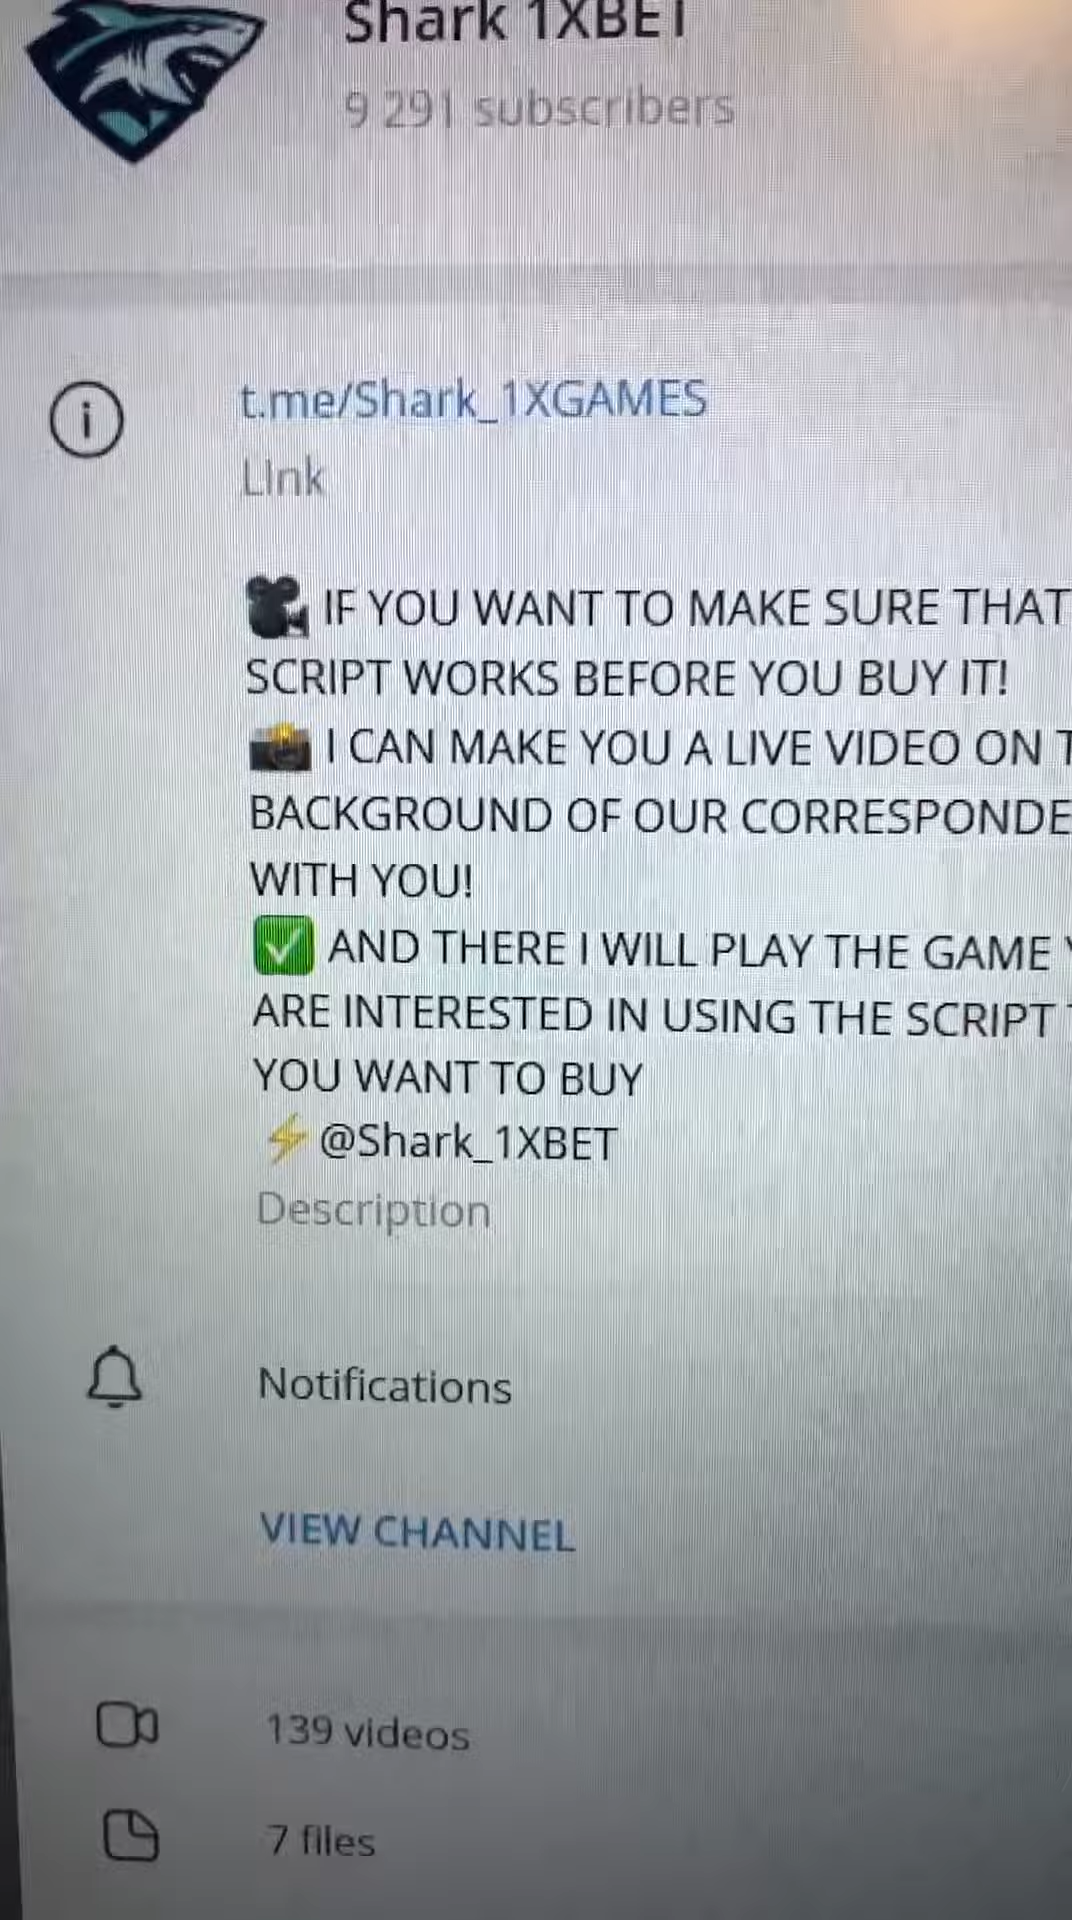 Shark 1XBET
9 291 subscribers
t.me/Shark_1XGAMES
Link
IF YOU WANT TO MAKE SURE THAT
SCRIPT WORKS BEFORE YOU BUY IT!
I CAN MAKE YOU A LIVE VIDEO ON
BACKGROUND OF OUR CORRESPONDE
WITH YOU!
AND THERE I WILL PLAY THE GAME
ARE INTERESTED IN USING THE SCRIPT
YOU WANT TO BUY
@Shark_1XBET
Description
Notifications
VIEW CHANNEL
139 videos
7 files